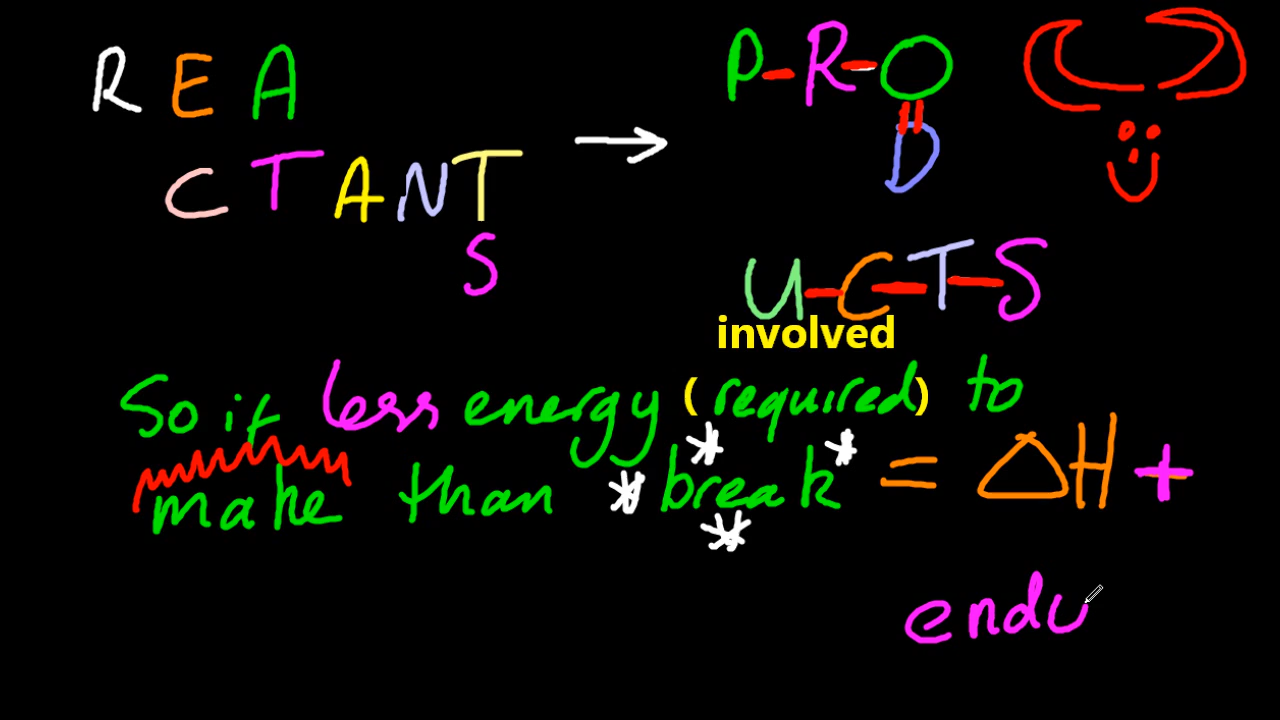 R E A
C T A N T
S
→
P-R-O
D
U-C-T-S
involved
So if less energy (required) to
make than *break* = ΔH +
endo